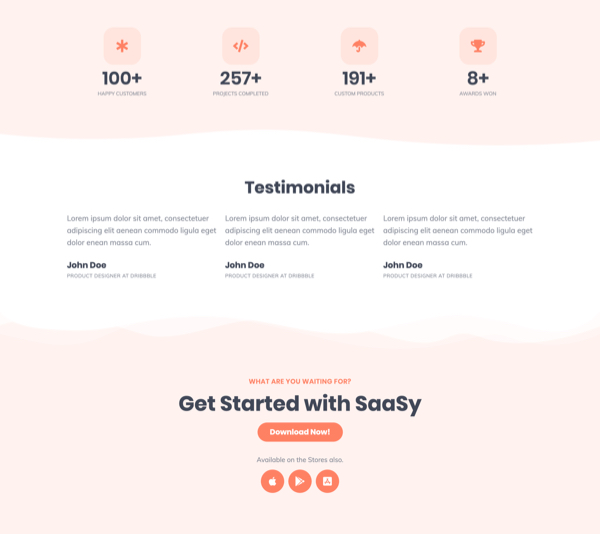 100+
257+
191+
8+
HAPPY CUSTOMERS
PROJECTS COMPLETED
CUSTOM PRODUCTS
AWARDS WON
Testimonials
Lorem ipsum dolor sit amet, consectetuer
adipiscing elit aenean commodo ligula eget
dolor enean massa cum.
John Doe
PRODUCT DESIGNER AT DRIBBBLE
Lorem ipsum dolor sit amet, consectetuer
adipiscing elit aenean commodo ligula eget
dolor enean massa cum.
John Doe
PRODUCT DESIGNER AT DRIBBBLE
Lorem ipsum dolor sit amet, consectetuer
adipiscing elit aenean commodo ligula eget
dolor enean massa cum.
John Doe
PRODUCT DESIGNER AT DRIBBBLE
WHAT ARE YOU WAITING FOR?
Get Started with SaaSy
Download Now!
Available on the Stores also.